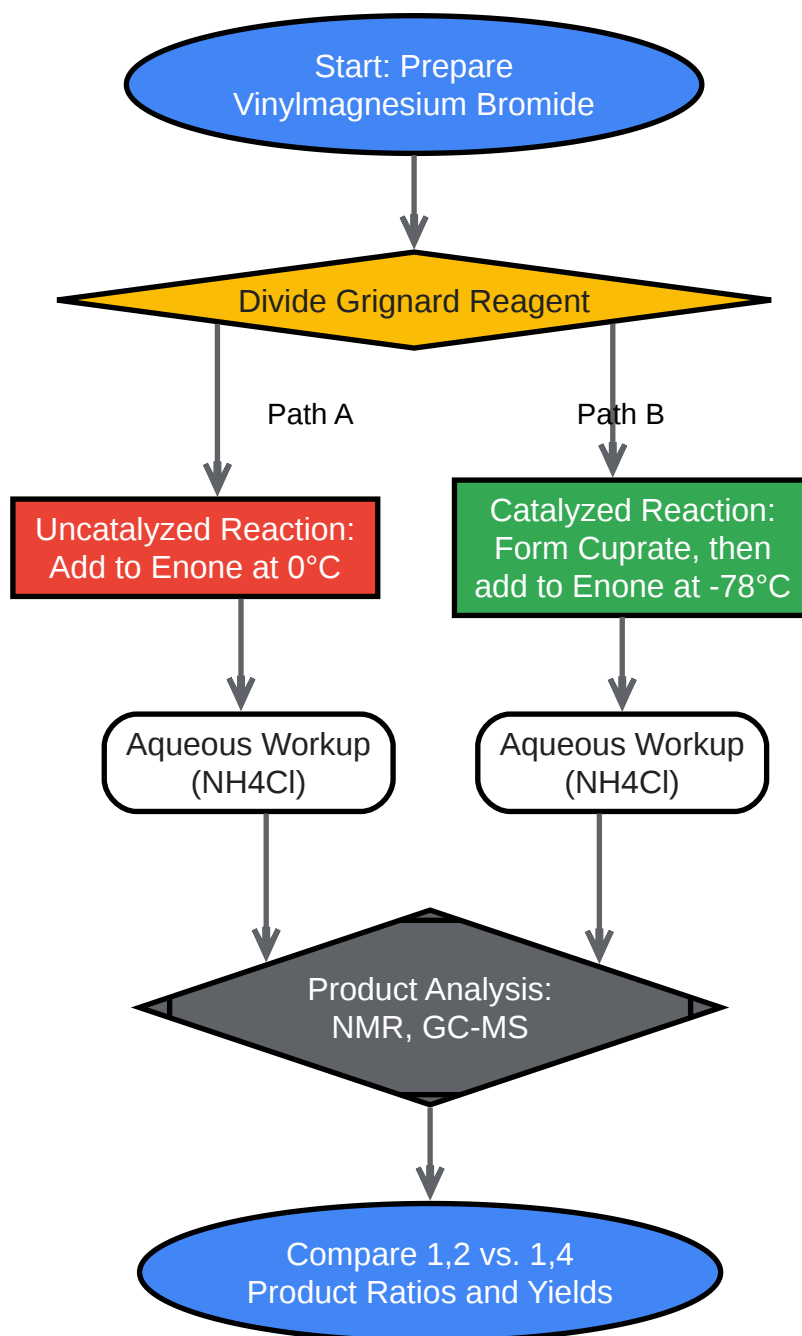 Start: Prepare
Vinylmagnesium Bromide
Divide Grignard Reagent
Path A
Path B
Uncatalyzed Reaction:
Add to Enone at 0°C
Catalyzed Reaction:
Form Cuprate, then
add to Enone at -78°C
Aqueous Workup
(NH4Cl)
Aqueous Workup
(NH4Cl)
Product Analysis:
NMR, GC-MS
Compare 1,2 vs. 1,4
Product Ratios and Yields